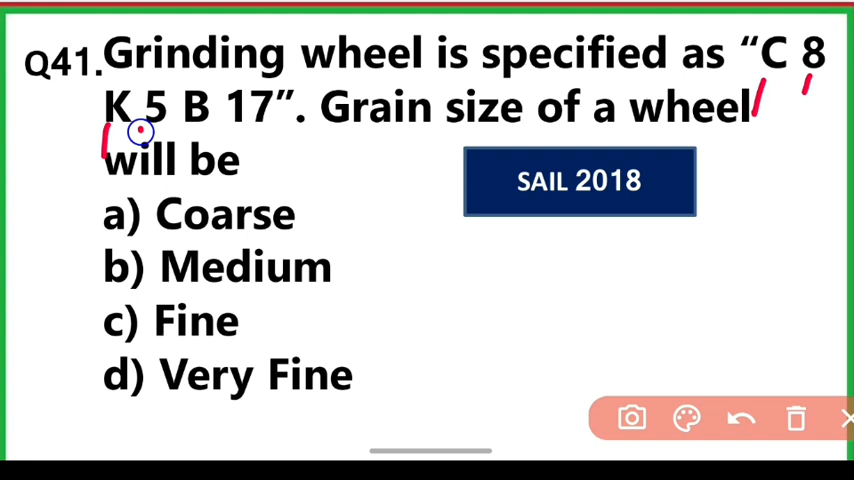 Q41. Grinding wheel is specified as “C 8
K 5 B 17”. Grain size of a wheel
will be
SAIL 2018
a) Coarse
b) Medium
c) Fine
d) Very Fine